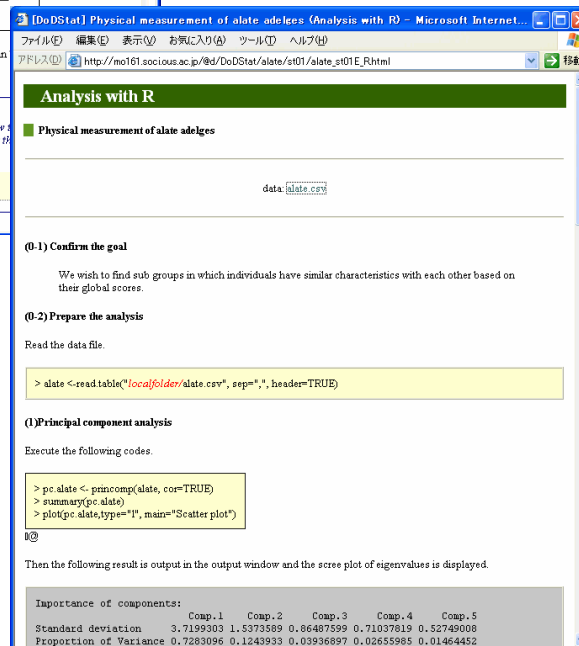 [DoDStat] Physical measurement of alate adelges (Analysis with R) - Microsoft Internet...
ファイル(F) 編集(E) 表示(V) お気に入り(A) ツール(T) ヘルプ(H)
アドレス(D) http://mo161.soci.ous.ac.jp/@d/DoDStat/alate/st01/alate_st01E_R.html 移動
Analysis with R
Physical measurement of alate adelges
data: alate.csv
(0-1) Confirm the goal
We wish to find sub groups in which individuals have similar characteristics with each other based on
their global scores.
(0-2) Prepare the analysis
Read the data file.
> alate <-read.table("localfolder/alate.csv", sep=",", header=TRUE)
(1)Principal component analysis
Execute the following codes.
> pc.alate <- princomp(alate, cor=TRUE)
> summary(pc.alate)
> plot(pc.alate,type="l", main="Scatter plot")
@
Then the following result is output in the output window and the scree plot of eigenvalues is displayed.
Importance of components:
Comp.1 Comp.2 Comp.3 Comp.4 Comp.5
Standard deviation 3.7199303 1.5373589 0.86487599 0.71037819 0.52749008
Proportion of Variance 0.7283096 0.1243933 0.03936897 0.02655985 0.01464452